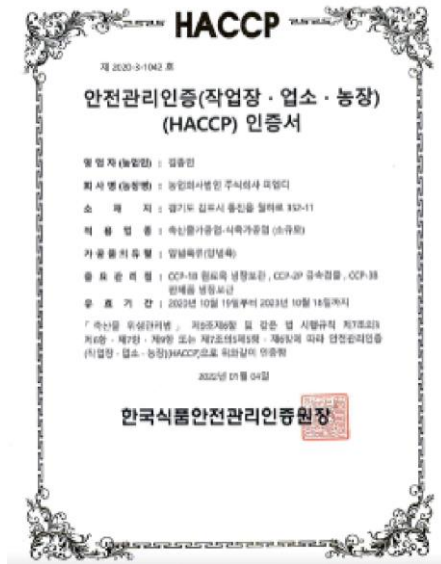 HACCP
제 2020-3-1042 호
안전관리인증(작업장 · 업소 · 농장)
(HACCP) 인증서
영 업 자 (농업인) : 김종민
회 사 명 (농장명) : 농업회사법인 주식회사
소 재 지 : 경기도 김포시 통진읍 월하로 352-11
적 용 업 종 : 축산물가공업-식육가공업 (소규모)
가 공 품 의 유 형 : 양념육류(양념육)
중 요 관 리 점 : CCP-1B 원료육 냉장보관 , CCP-2P 금속검출 , CCP-3B
완제품 냉장보관
유 효 기 간 : 2020년 10월 19일부터 2023년 10월 18일까지
「 축산물 위생관리법 」 제9조제6항 및 같은 법 시행규칙 제7조의3
제6항 · 제7항 · 제9항 또는 제7조의5제5항 · 제6항에 따라 안전관리인증
(작업장 · 업소 · 농장)(HACCP)으로 위와같이 인증함
2022년 01월 04일
한국식품안전관리인증원장